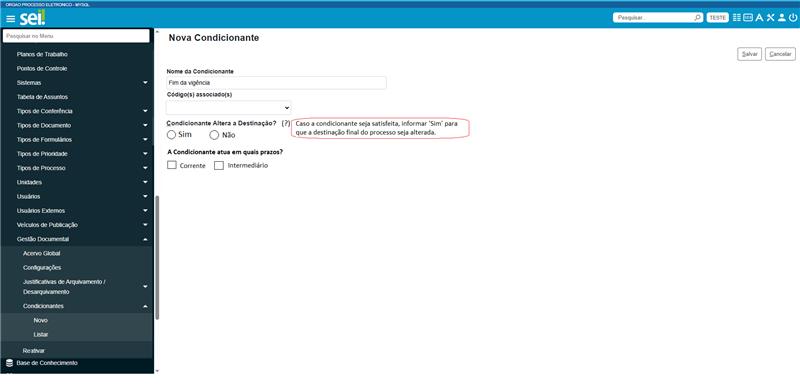 ORGAO PROCESSO ELETRONICO - MYSQL
sei!
Pesquisar...
TESTE
Pesquisar no Menu
Planos de Trabalho
Pontos de Controle
Sistemas
Tabela de Assuntos
Tipos de Conferência
Tipos de Documento
Tipos de Formulários
Tipos de Prioridade
Tipos de Processo
Unidades
Usuários
Usuários Externos
Veículos de Publicação
Gestão Documental
Acervo Global
Configurações
Justificativas de Arquivamento /
Desarquivamento
Condicionantes
Novo
Listar
Reativar
Base de Conhecimento
Nova Condicionante
Salvar
Cancelar
Nome da Condicionante
Fim da vigência
Código(s) associado(s)
Condicionante Altera a Destinação? [?]
Caso a condicionante seja satisfeita, informar 'Sim' para
que a destinação final do processo seja alterada.
Sim Não
A Condicionante atua em quais prazos?
Corrente Intermediário